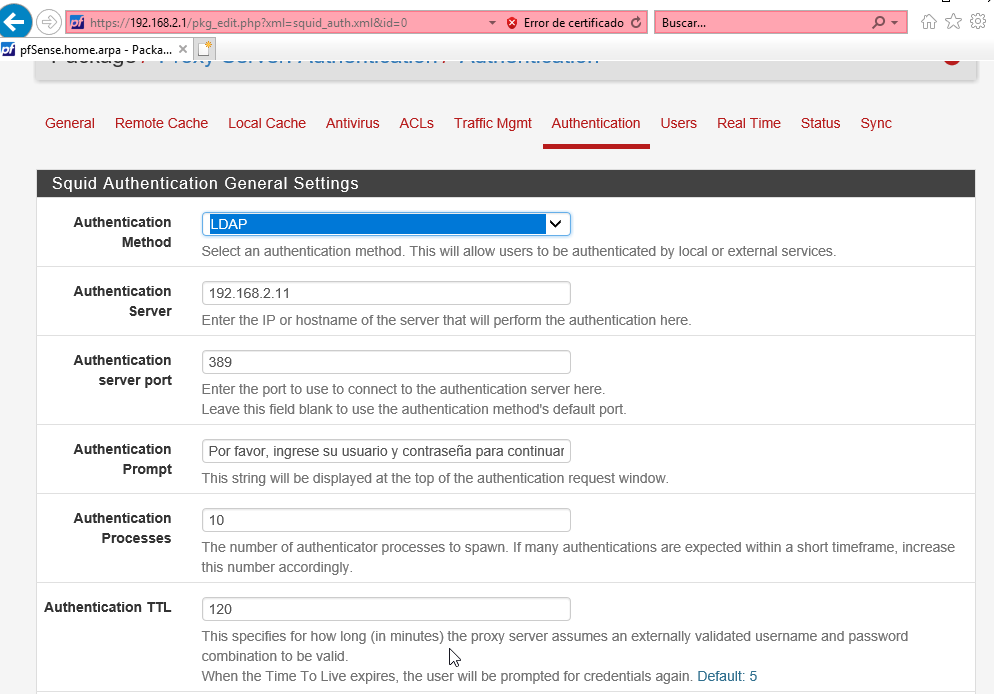 https://192.168.2.1/pkg_edit.php?xml=squid_auth.xml&id=0
Error de certificado
Buscar...
pfSense.home.arpa - Packa...
Package / Proxy Server: Authentication / Authentication
General Remote Cache Local Cache Antivirus ACLs Traffic Mgmt Authentication Users Real Time Status Sync
Squid Authentication General Settings
Authentication
Method
LDAP
Select an authentication method. This will allow users to be authenticated by local or external services.
Authentication
Server
192.168.2.11
Enter the IP or hostname of the server that will perform the authentication here.
Authentication
server port
389
Enter the port to use to connect to the authentication server here.
Leave this field blank to use the authentication method's default port.
Authentication
Prompt
Por favor, ingrese su usuario y contraseña para continuar
This string will be displayed at the top of the authentication request window.
Authentication
Processes
10
The number of authenticator processes to spawn. If many authentications are expected within a short timeframe, increase
this number accordingly.
Authentication TTL
120
This specifies for how long (in minutes) the proxy server assumes an externally validated username and password
combination to be valid.
When the Time To Live expires, the user will be prompted for credentials again. Default: 5